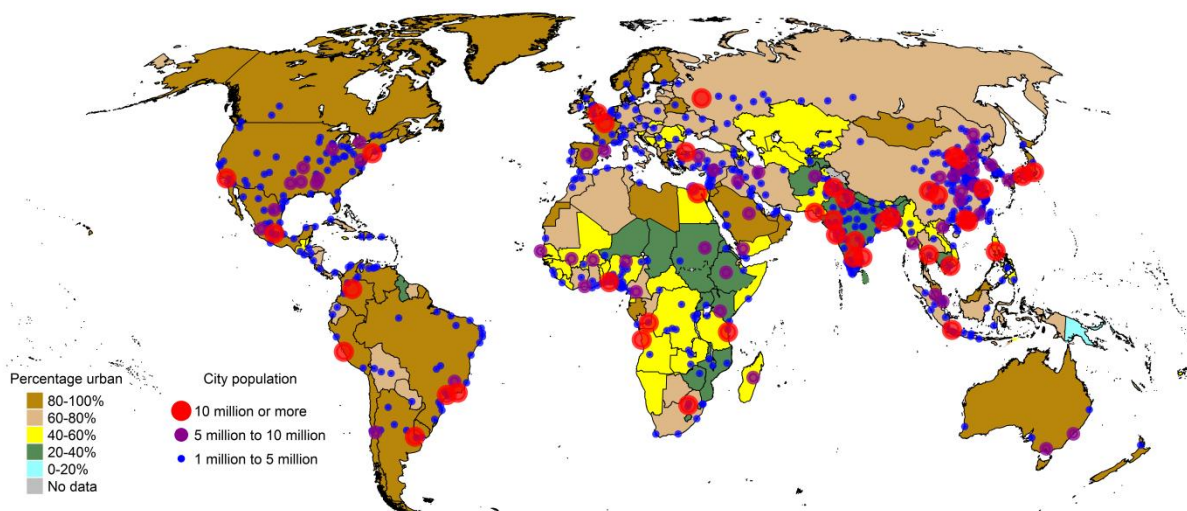 Percentage urban
80-100%
60-80%
40-60%
20-40%
0-20%
No data
City population
10 million or more
5 million to 10 million
1 million to 5 million